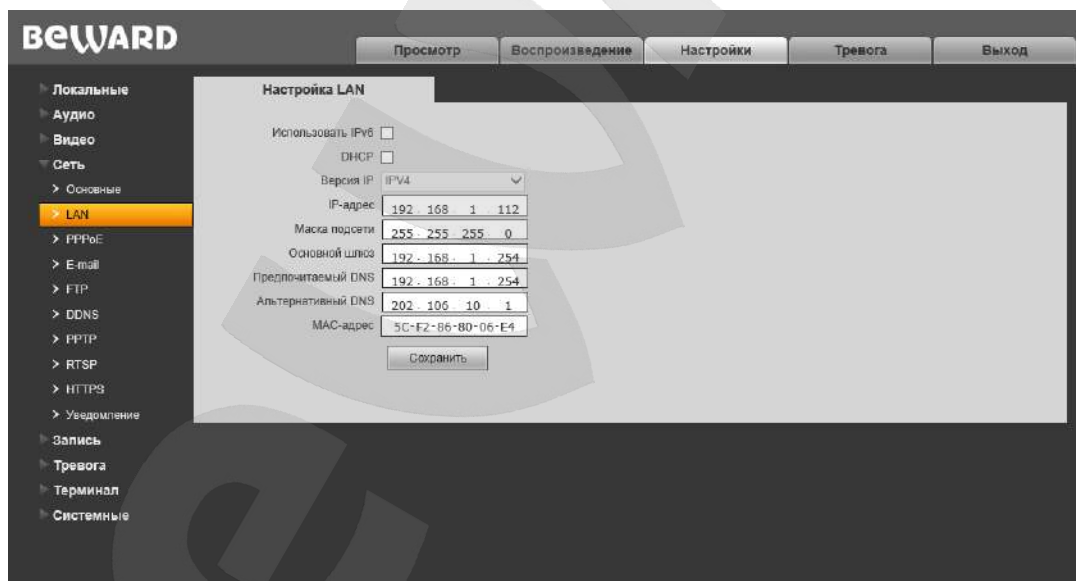 BEWARD
Просмотр Воспроизведение Настройки Тревога Выход
Локальные
Аудио
Видео
Сеть
> Основные
> LAN
> PPPoE
> E-mail
> FTP
> DDNS
> PPTP
> RTSP
> HTTPS
> Уведомление
Запись
Тревога
Терминал
Системные
Настройка LAN
Использовать IPv6
DHCP
Версия IP IPV4
IP-адрес 192 . 168 . 1 . 112
Маска подсети 255 . 255 . 255 . 0
Основной шлюз 192 . 168 . 1 . 254
Предпочитаемый DNS 192 . 168 . 1 . 254
Альтернативный DNS 202 . 106 . 10 . 1
MAC-адрес 5C-F2-86-80-06-E4
Сохранить